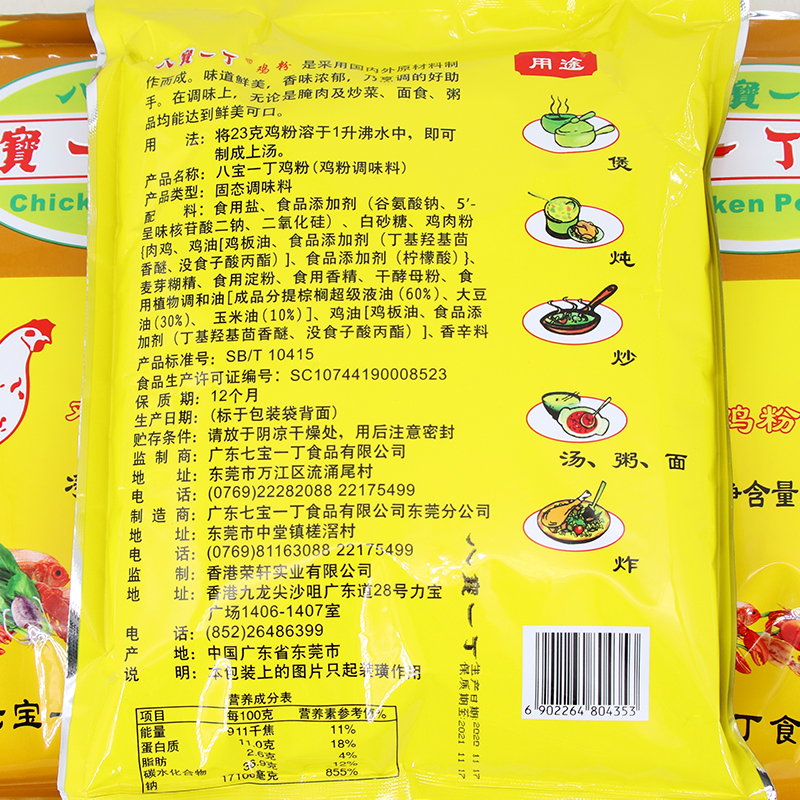 八寶一丁 鸡粉 是采用国内外原材料制
作而成。味道鲜美，香味浓郁，乃烹调的好助
手。在调味上，无论是腌肉及炒菜、面食、粥
品均能达到鲜美可口。
用 法：将23克鸡粉溶于1升沸水中，即可
制成上汤。
产品名称：八宝一丁鸡粉（鸡粉调味料）
产品类型：固态调味料
配 料：食用盐、食品添加剂（谷氨酸钠、5′-
呈味核苷酸二钠、二氧化硅）、白砂糖、鸡肉粉
{肉鸡、鸡油[鸡板油、食品添加剂（丁基羟基茴
香醚、没食子酸丙酯）]、食品添加剂（柠檬酸）}、
麦芽糊精、食用淀粉、食用香精、干酵母粉、食
用植物调和油[成分分提棕榈超级液油（60%）、大豆
油（30%）、玉米油（10%）]、鸡油[鸡板油、食品添
加剂（丁基羟基茴香醚、没食子酸丙酯）]、香辛料
产品标准号：SB/T 10415
食品生产许可证编号：SC10744190008523
保 质 期：12个月
生产日期：（标于包装袋背面）
贮存条件：请放于阴凉干燥处，用后注意密封
监 制 商：广东七宝一丁食品有限公司
地 址：东莞市万江区流涌尾村
电 话：(0769)22282088 22175499
制 造 商：广东七宝一丁食品有限公司东莞分公司
地 址：东莞市中堂镇槎滘村
电 话：(0769)81163088 22175499
监 制：香港荣轩实业有限公司
地 址：香港九龙尖沙咀广东道28号力宝
广场1406-1407室
电 话：(852)26486399
产 地：中国广东省东莞市
说 明：本包装上的图片只起装璜作用
营养成分表
项目 每100克 营养素参考值%
能量 911千焦 11%
蛋白质 11.0克 18%
脂肪 2.6克 4%
碳水化合物 12%
钠 17100毫克 855%
用途
煲
炖
炒
汤、粥、面
炸
八寶一丁
生产日期 2020 11 17
保质期至 2021 11 17
6 902264 804353
寶一
Chick
寶一
丁
ken Po
鸡粉
净含量
宝一
丁食